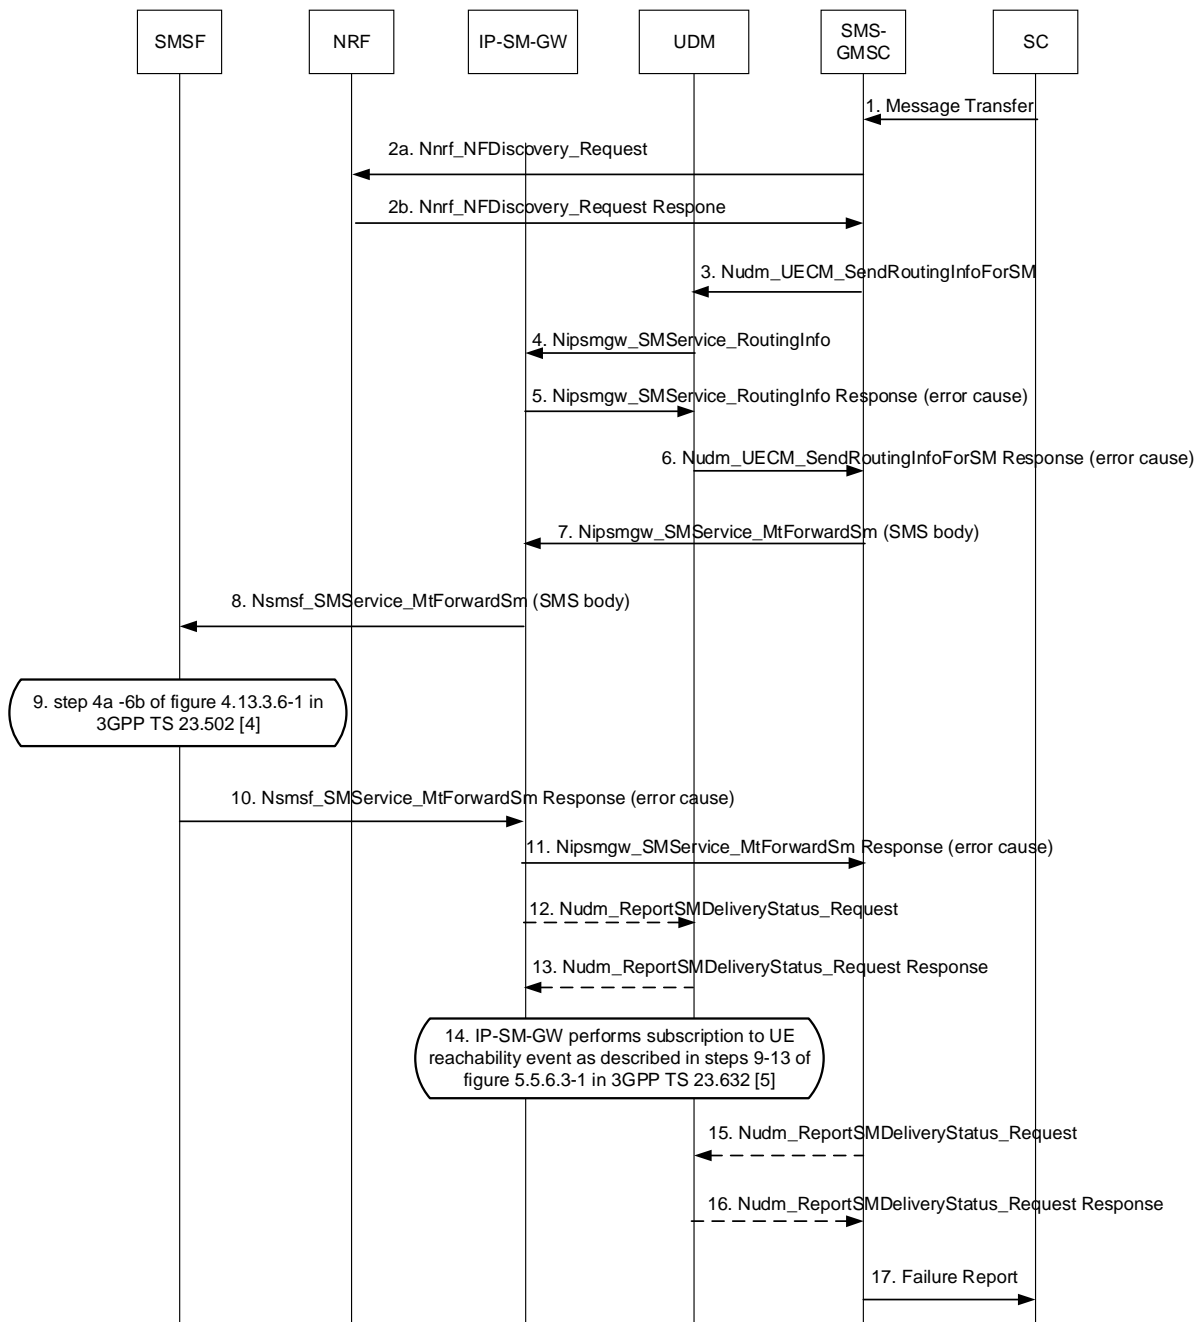 SMSF
NRF
IP-SM-GW
UDM
SMS-
GMSC
SC
1. Message Transfer
2a. Nnrf_NFDiscovery_Request
2b. Nnrf_NFDiscovery_Request Respone
3. Nudm_UECM_SendRoutingInfoForSM
4. Nipsmgw_SMService_RoutingInfo
5. Nipsmgw_SMService_RoutingInfo Response (error cause)
6. Nudm_UECM_SendRoutingInfoForSM Response (error cause)
7. Nipsmgw_SMService_MtForwardSm (SMS body)
8. Nsmsf_SMService_MtForwardSm (SMS body)
9. step 4a -6b of figure 4.13.3.6-1 in
3GPP TS 23.502 [4]
10. Nsmsf_SMService_MtForwardSm Response (error cause)
11. Nipsmgw_SMService_MtForwardSm Response (error cause)
12. Nudm_ReportSMDeliveryStatus_Request
13. Nudm_ReportSMDeliveryStatus_Request Response
14. IP-SM-GW performs subscription to UE
reachability event as described in steps 9-13 of
figure 5.5.6.3-1 in 3GPP TS 23.632 [5]
15. Nudm_ReportSMDeliveryStatus_Request
16. Nudm_ReportSMDeliveryStatus_Request Response
17. Failure Report